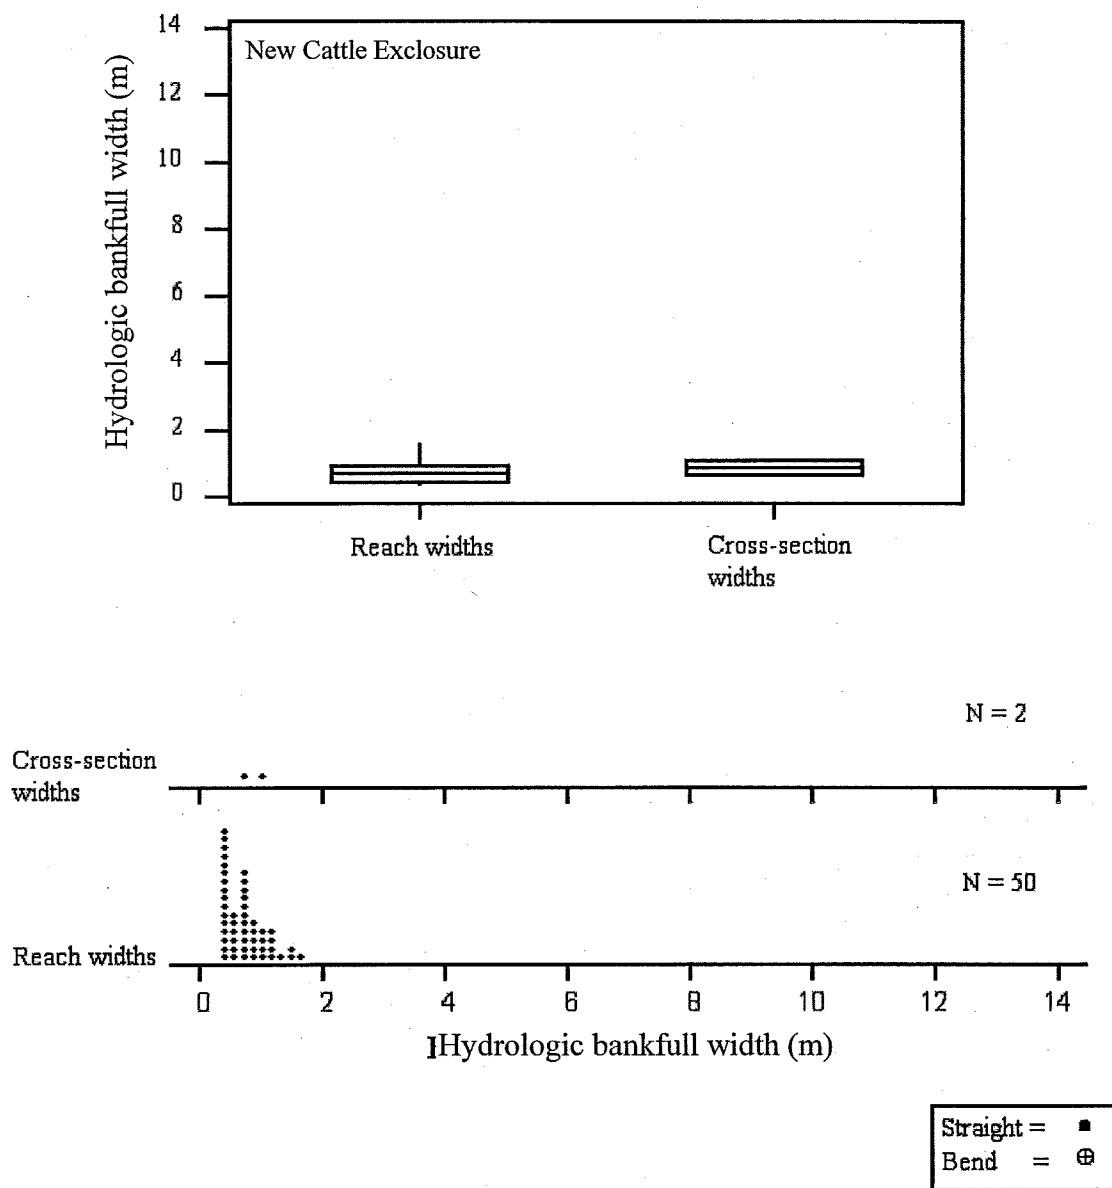 14
New Cattle Exclosure
12
10
8
6
4
2
0
Hydrologic bankfull width (m)
Reach widths
Cross-section
widths
N = 2
Cross-section
widths
N = 50
Reach widths
0 2 4 6 8 10 12 14
Hydrologic bankfull width (m)
Straight =
Bend =